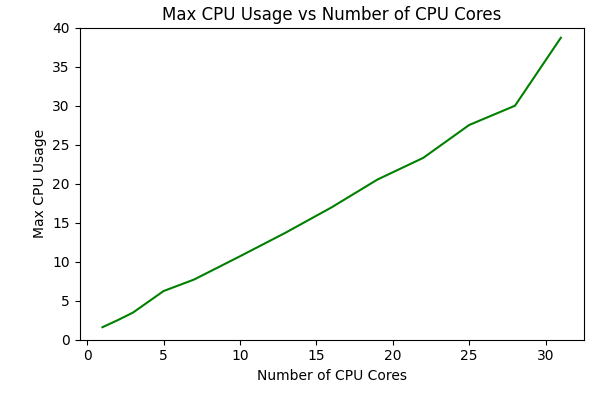 Max CPU Usage vs Number of CPU Cores
40
35
30
25
20
15
10
5
0
Max CPU Usage
0 5 10 15 20 25 30
Number of CPU Cores